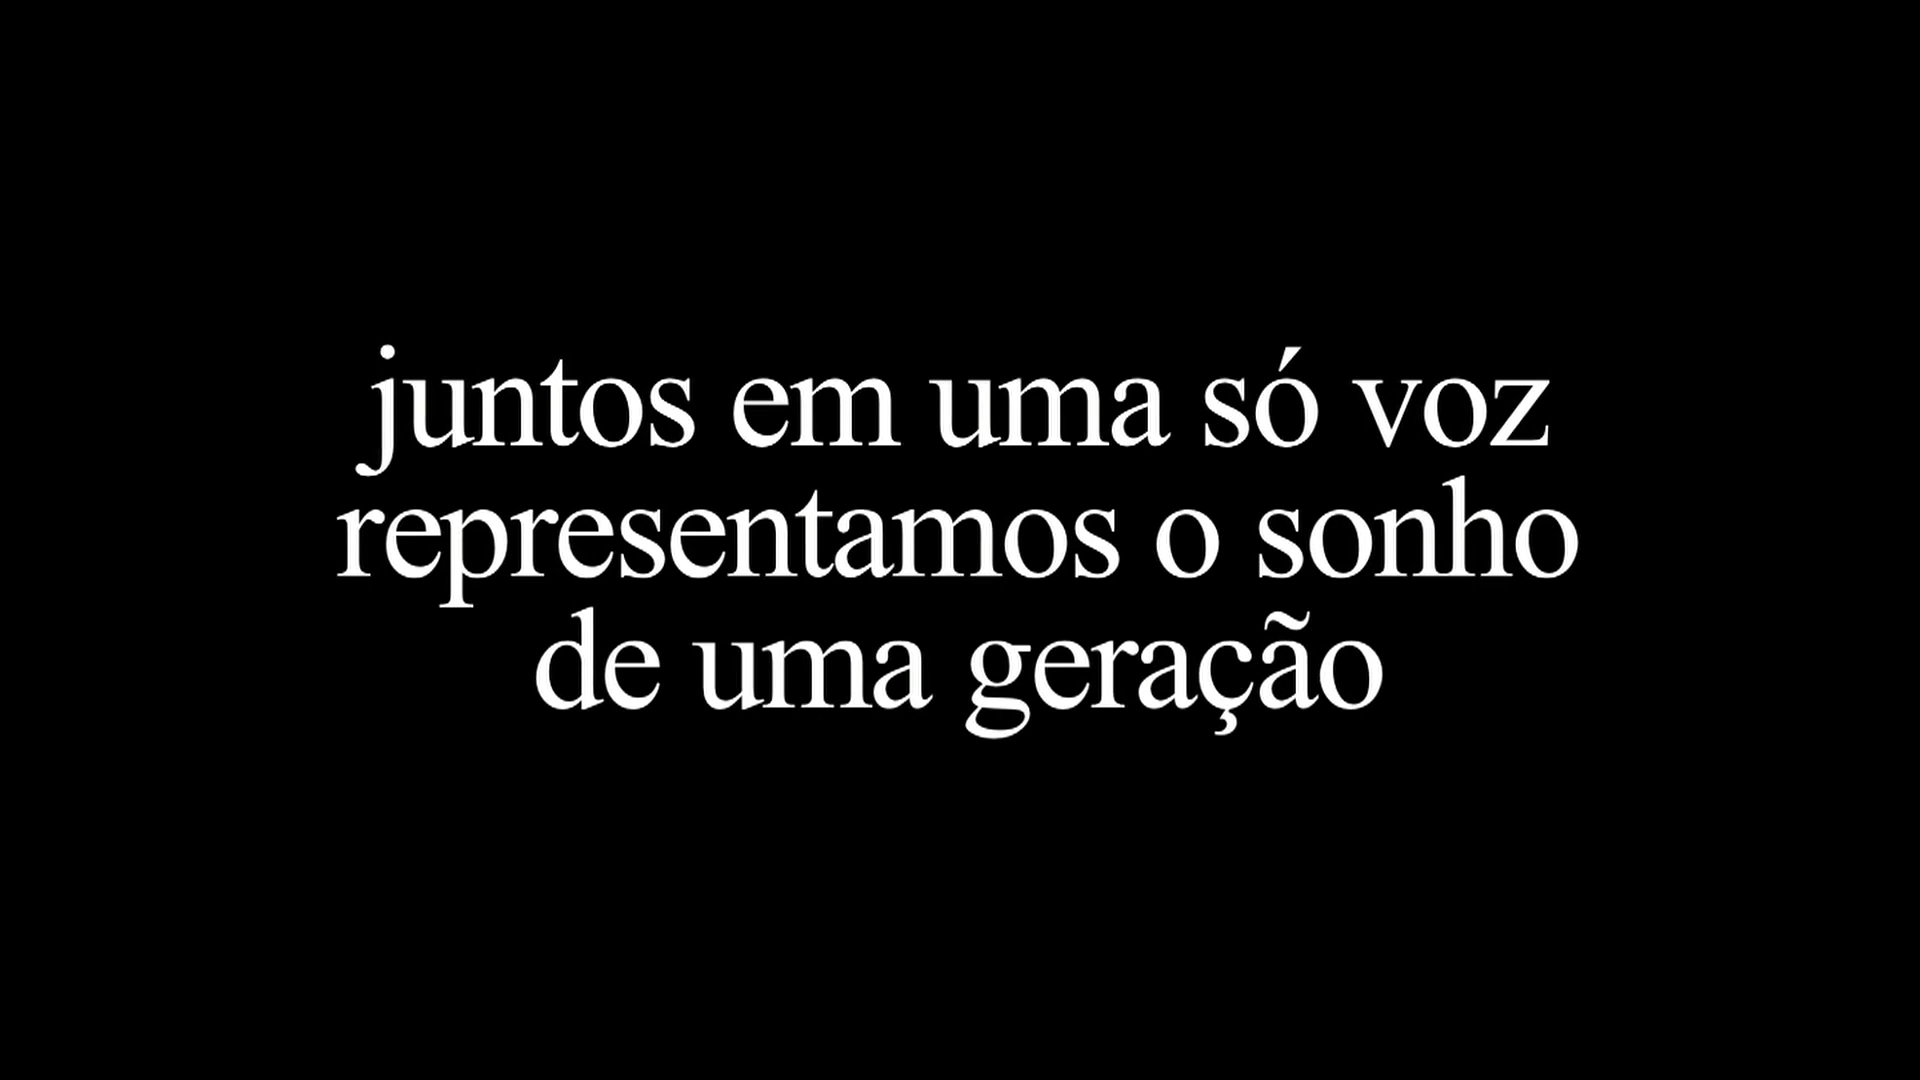 juntos em uma só voz
representamos o sonho
de uma geração